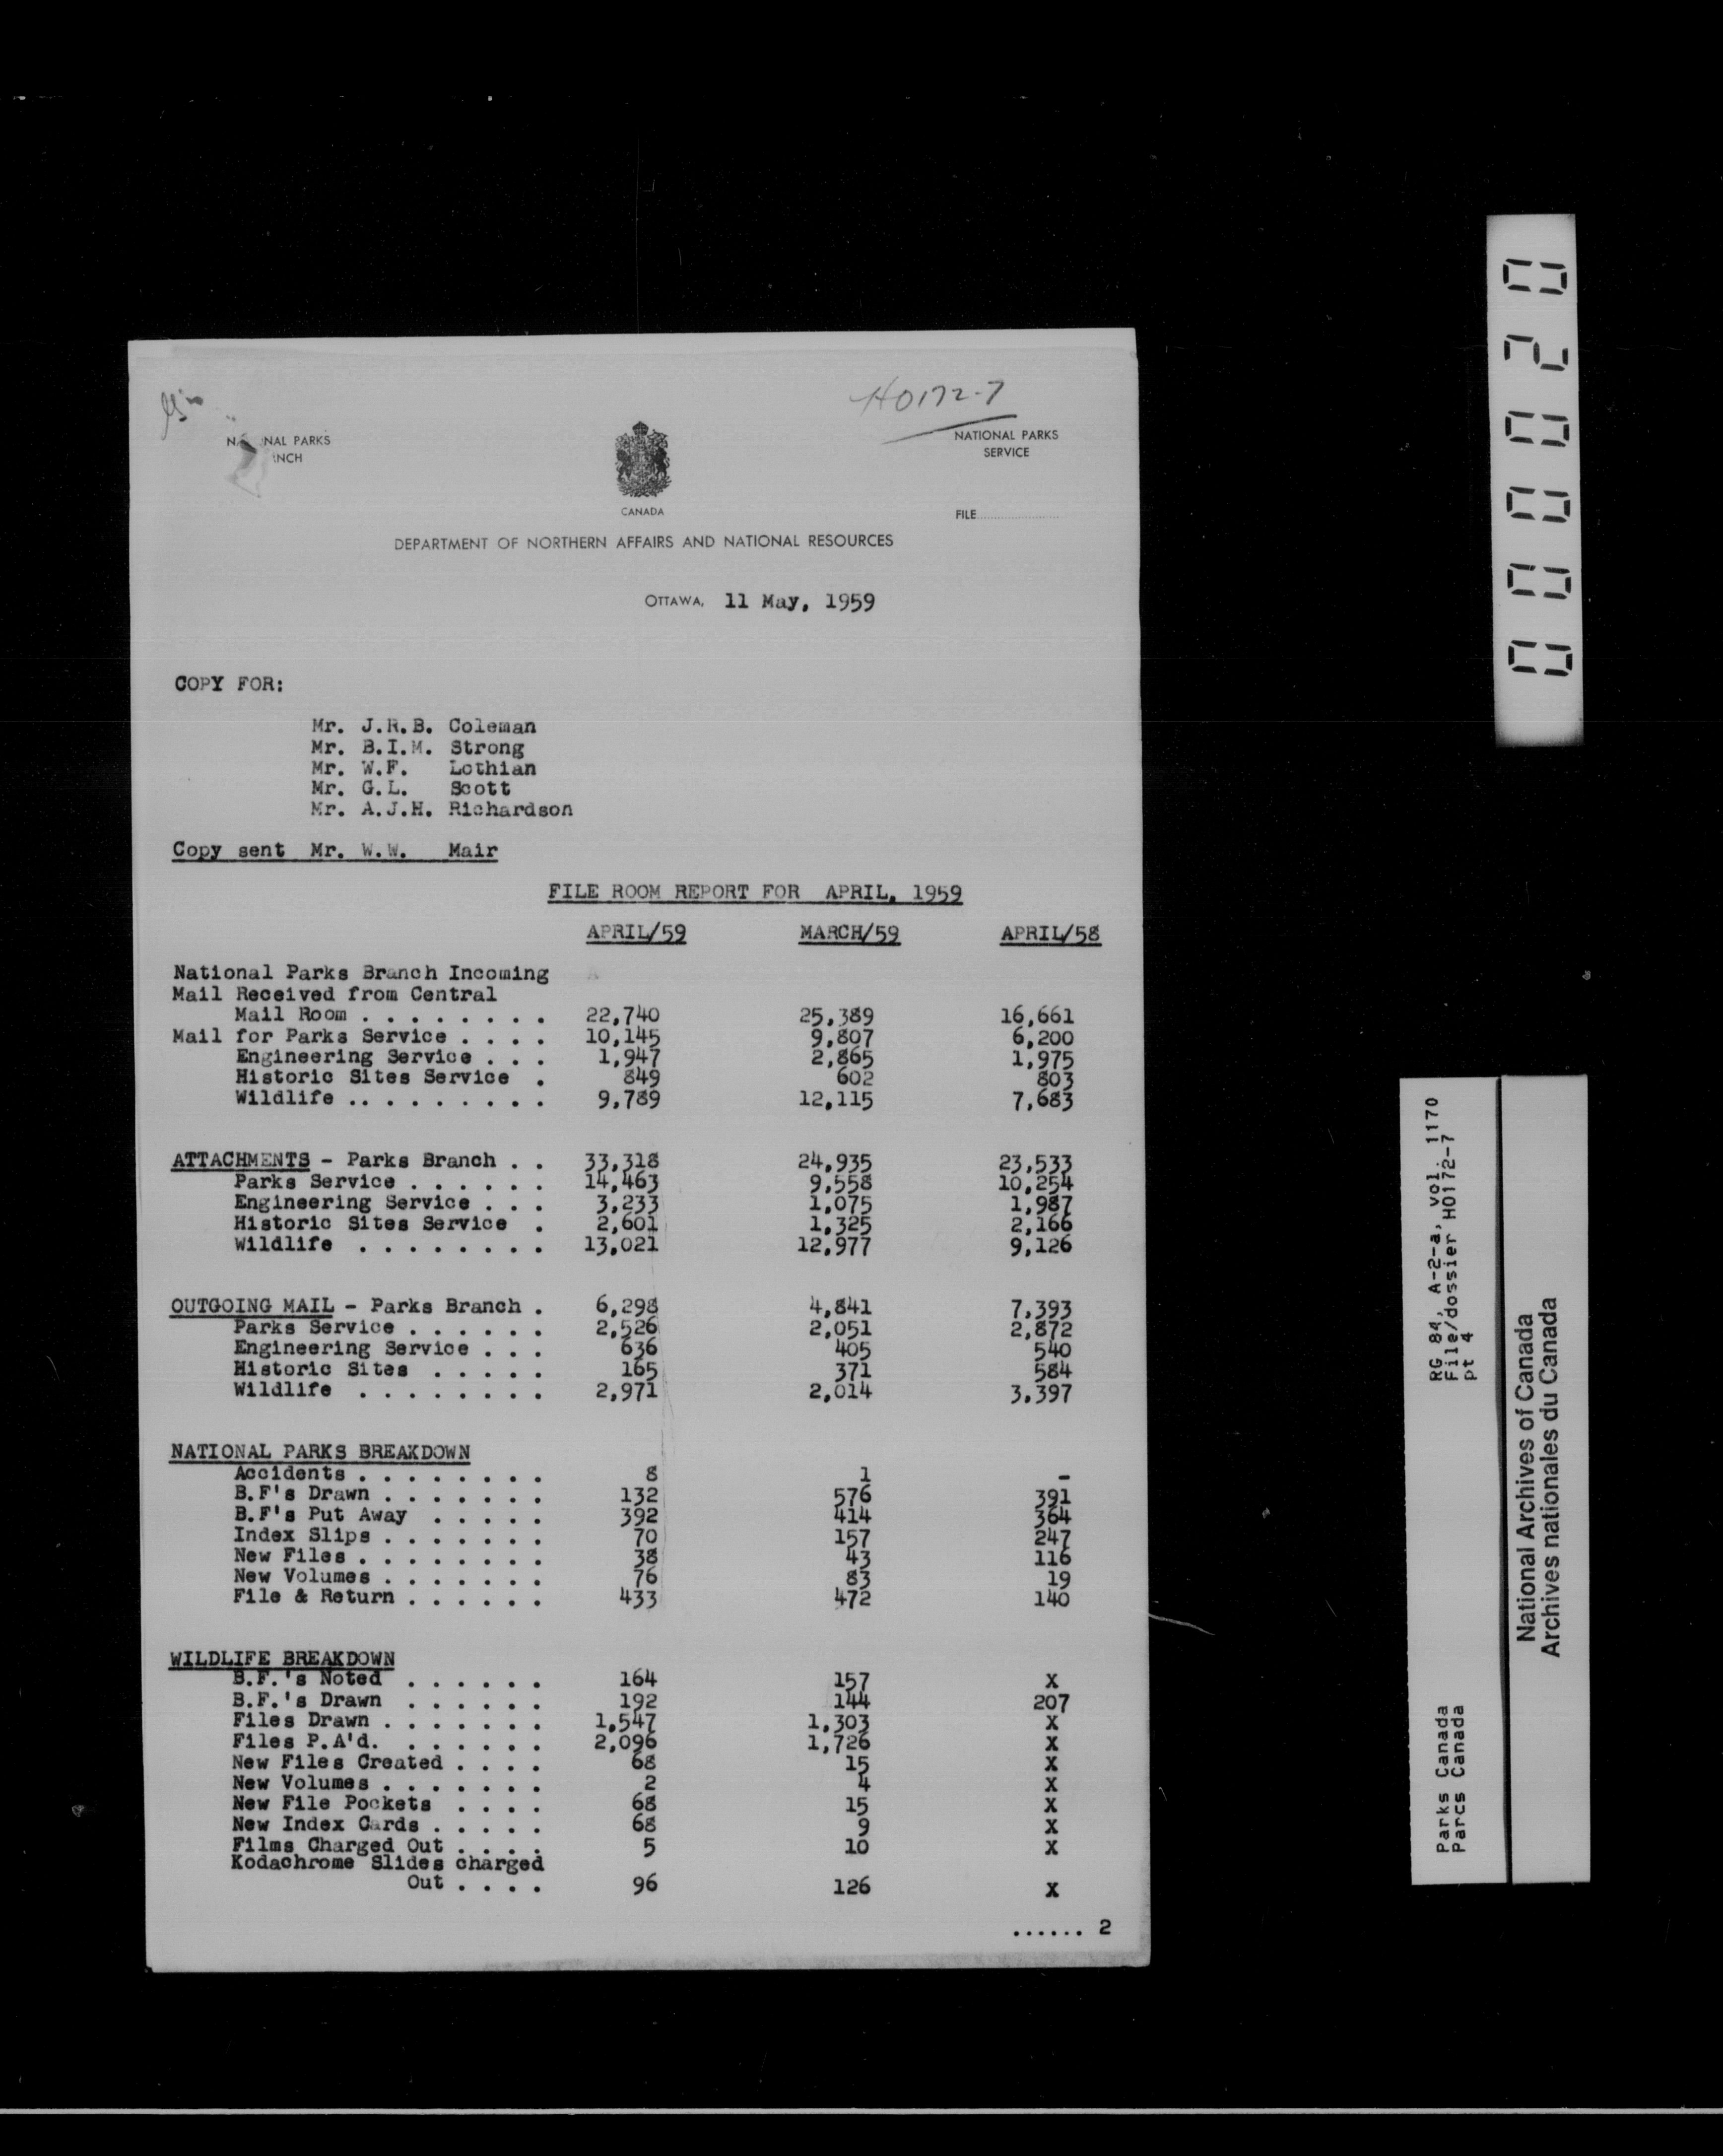 H0172-7
NATIONAL PARKS
SERVICE
CANADA
FILE
DEPARTMENT OF NORTHERN AFFAIRS AND NATIONAL RESOURCES
OTTAWA, 11 May, 1959
COPY FOR:
Mr. J.R.B. Coleman
Mr. B.I.M. Strong
Mr. W.F. Lothian
Mr. G.L. Scott
Mr. A.J.H. Richardson
Copy sent Mr. W.W. Mair
FILE ROOM REPORT FOR APRIL, 1959
APRIL/59 MARCH/59 APRIL/58
National Parks Branch Incoming
Mail Received from Central
Mail Room . . . . . . . . 22,740 25,389 16,661
Mail for Parks Service . . . . 10,145 9,807 6,200
Engineering Service . . . 1,947 2,865 1,975
Historic Sites Service . 849 602 803
Wildlife .. . . . . . . . . 9,789 12,115 7,683
ATTACHMENTS - Parks Branch . . 33,318 24,935 23,533
Parks Service . . . . . . 14,463 9,558 10,254
Engineering Service . . . 3,233 1,075 1,987
Historic Sites Service . 2,601 1,325 2,166
Wildlife . . . . . . . . 13,021 12,977 9,126
OUTGOING MAIL - Parks Branch . 6,298 4,841 7,393
Parks Service . . . . . . 2,526 2,051 2,872
Engineering Service . . . 636 405 540
Historic Sites . . . . . 165 371 584
Wildlife . . . . . . . . 2,971 2,014 3,397
NATIONAL PARKS BREAKDOWN
Accidents . . . . . . . . 8 1 -
B.F's Drawn . . . . . . . 132 576 391
B.F's Put Away . . . . . 392 414 364
Index Slips . . . . . . . 70 157 247
New Files . . . . . . . . 38 43 116
New Volumes . . . . . . . 76 83 19
File & Return . . . . . . 433 472 140
WILDLIFE BREAKDOWN
B.F.'s Noted . . . . . . 164 157 X
B.F.'s Drawn . . . . . . 192 144 207
Files Drawn . . . . . . . 1,547 1,303 X
Files P.A'd. . . . . . . 2,096 1,726 X
New Files Created . . . . 68 15 X
New Volumes . . . . . . . 2 4 X
New File Pockets . . . . 68 15 X
New Index Cards . . . . . 68 9 X
Films Charged Out . . . . 5 10 X
Kodachrome Slides charged
Out . . . . 96 126 X
...... 2
000020
RG 84, A-2-a, vol. 1170
File/dossier H0172-7
pt 4
Parks Canada
Parcs Canada
National Archives of Canada
Archives nationales du Canada